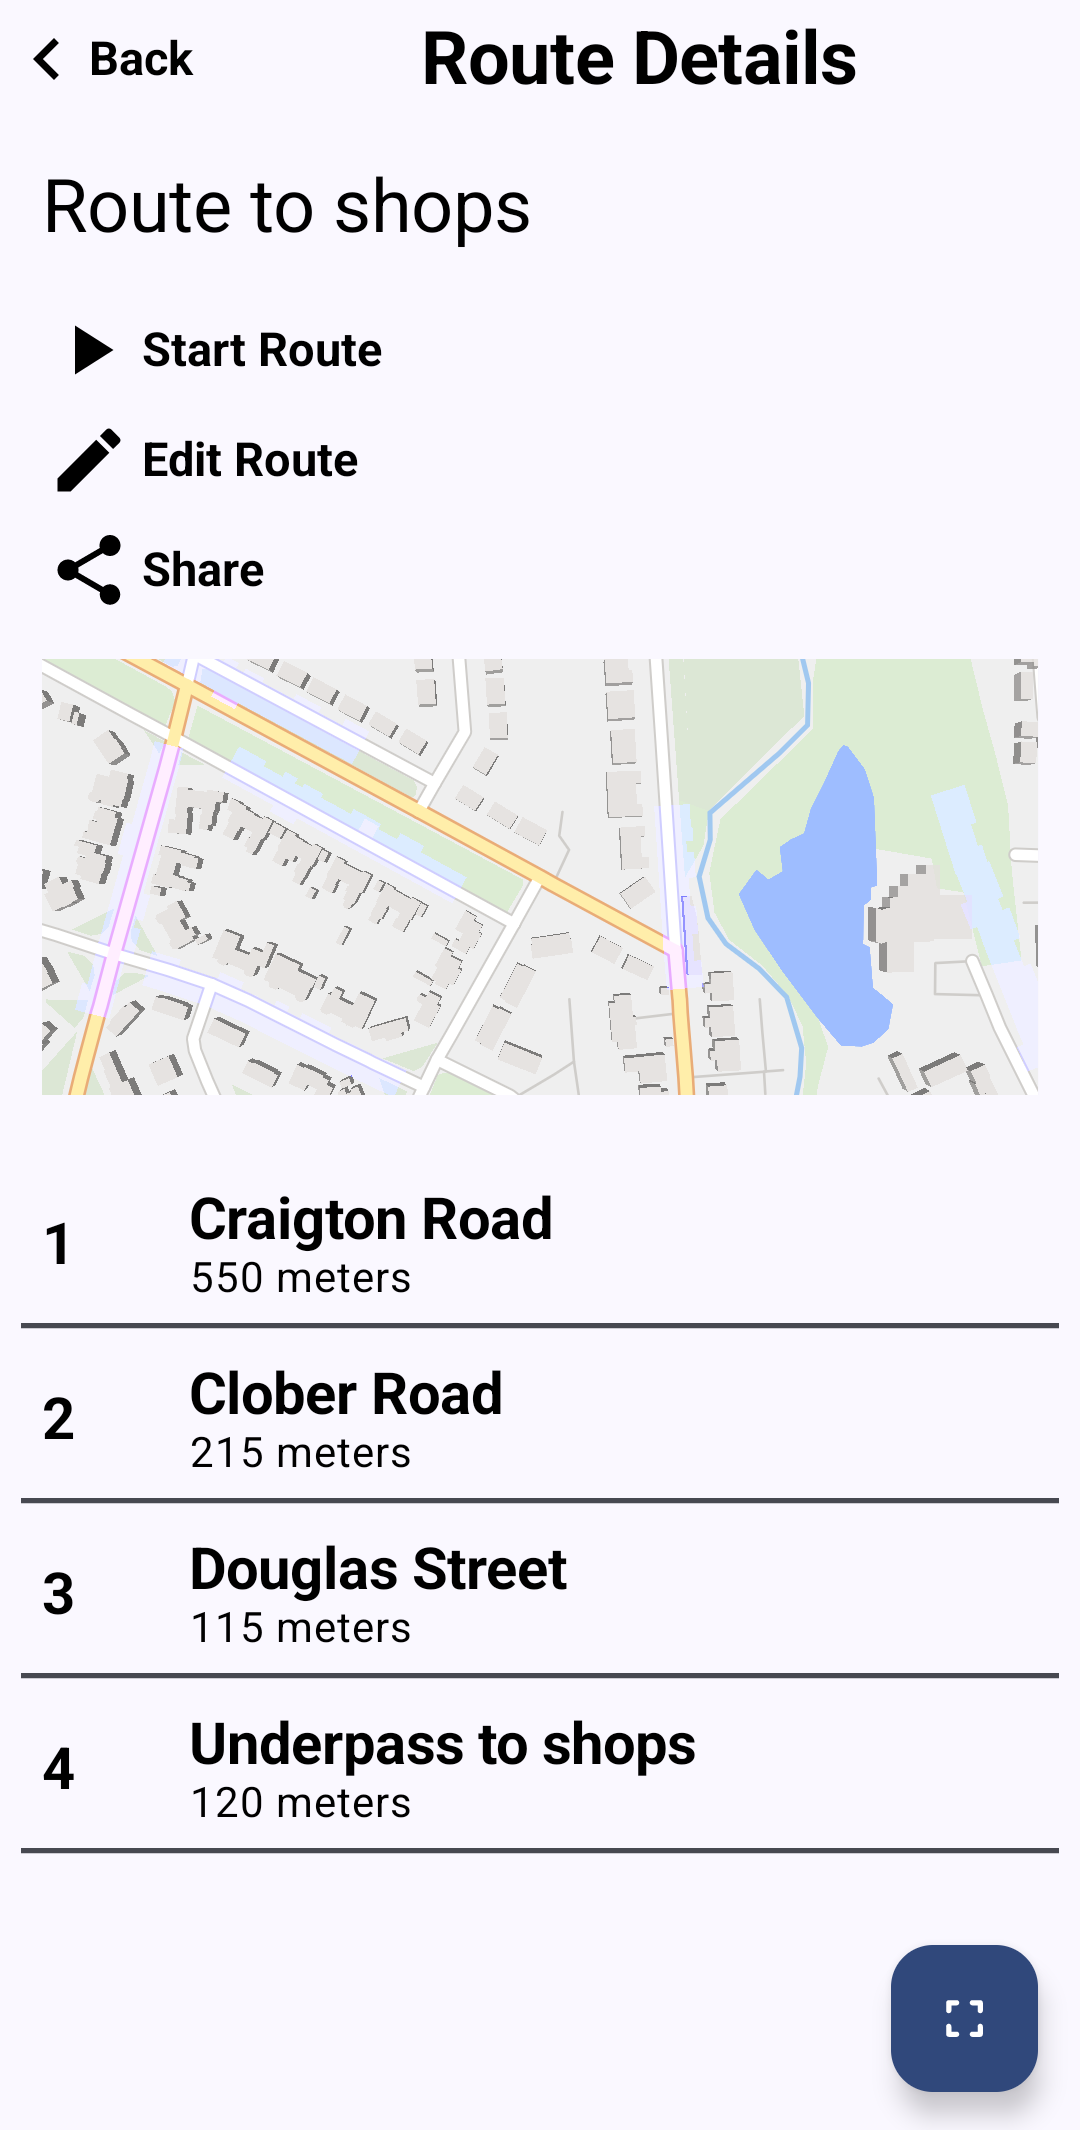 Back
Route Details
Route to shops
Start Route
Edit Route
Share
1
Craigton Road
550 meters
2
Clober Road
215 meters
3
Douglas Street
115 meters
4
Underpass to shops
120 meters